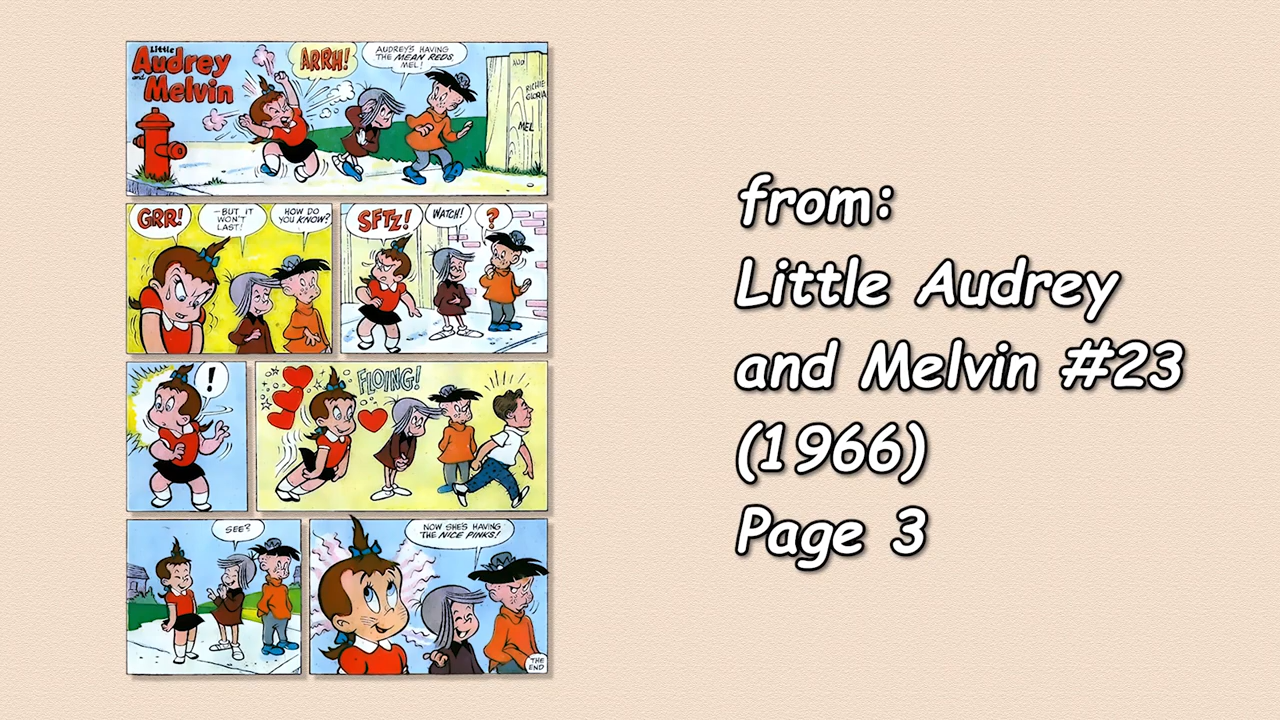 Little
Audrey
and
Melvin
ARRH!
AUDREY'S HAVING
THE MEAN REDS,
MEL!
RICHIE
GLORIA
MEL
GRR!
-BUT IT
WON'T
LAST!
HOW DO
YOU KNOW?
SFTZ!
WATCH!
?
!
FLOING!
SEE?
NOW SHE'S HAVING
THE NICE PINKS!
THE
END
from:
Little Audrey
and Melvin #23
(1966)
Page 3